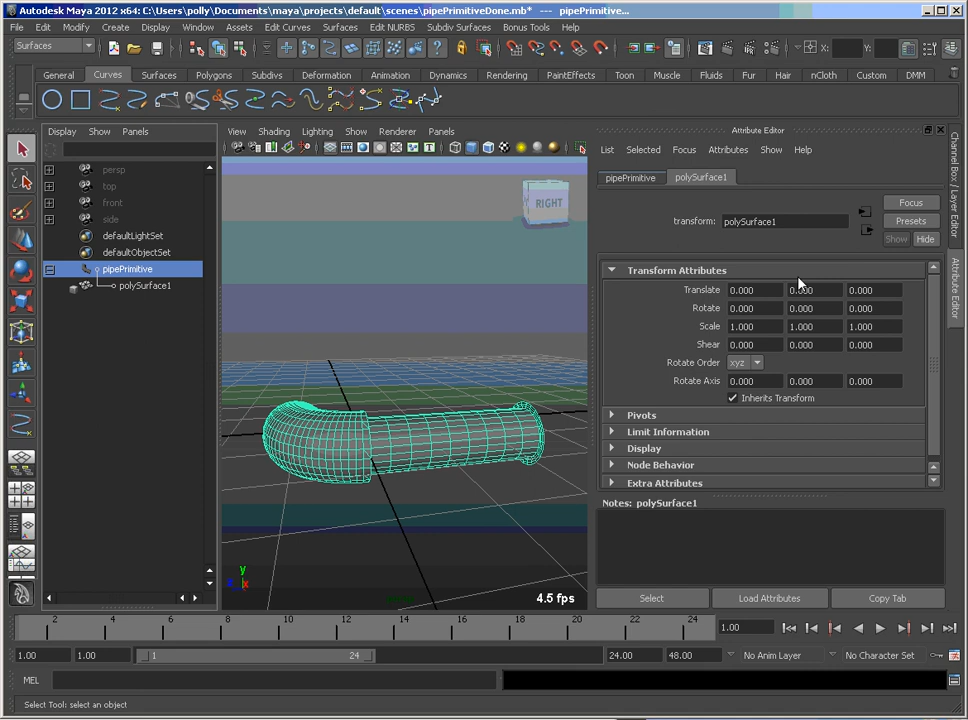 Autodesk Maya 2012 x64: C:\Users\polly\Documents\maya\projects\default\scenes\pipePrimitiveDone.mb* --- pipePrimitive...
File Edit Modify Create Display Window Assets Edit Curves Surfaces Edit NURBS Subdiv Surfaces Bonus Tools Help
Surfaces X: Y:
General Curves Surfaces Polygons Subdivs Deformation Animation Dynamics Rendering PaintEffects Toon Muscle Fluids Fur Hair nCloth Custom DMM
Display Show Panels
persp
top
front
side
defaultLightSet
defaultObjectSet
pipePrimitive
polySurface1
View Shading Lighting Show Renderer Panels
RIGHT
y
x
4.5 fps
Attribute Editor
List Selected Focus Attributes Show Help
pipePrimitive polySurface1
transform: polySurface1
Focus
Presets
Show Hide
Transform Attributes
Translate 0.000 0.000 0.000
Rotate 0.000 0.000 0.000
Scale 1.000 1.000 1.000
Shear 0.000 0.000 0.000
Rotate Order xyz
Rotate Axis 0.000 0.000 0.000
Inherits Transform
Pivots
Limit Information
Display
Node Behavior
Extra Attributes
Notes: polySurface1
Select Load Attributes Copy Tab
Channel Box / Layer Editor
Attribute Editor
2 4 6 8 10 12 14 16 18 20 22 24 1.00
1.00 1.00 1 24 24.00 48.00 No Anim Layer No Character Set
MEL
Select Tool: select an object